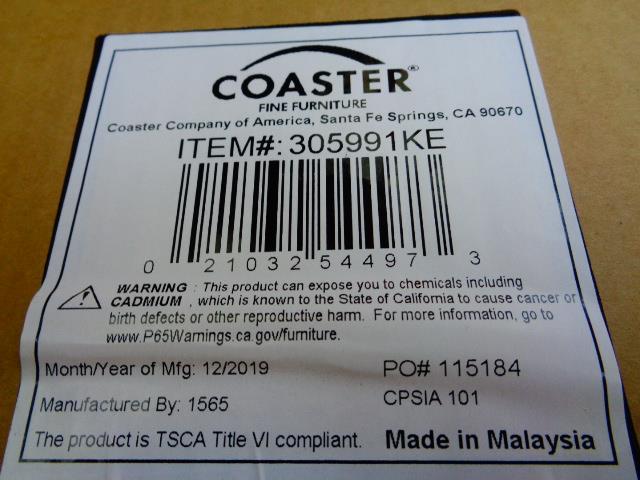 COASTER®
FINE FURNITURE
Coaster Company of America, Santa Fe Springs, CA 90670
ITEM#: 305991KE
0 21032 54497 3
WARNING : This product can expose you to chemicals including
CADMIUM , which is known to the State of California to cause cancer or
birth defects or other reproductive harm. For more information, go to
www.P65Warnings.ca.gov/furniture.
Month/Year of Mfg: 12/2019 PO# 115184
Manufactured By: 1565 CPSIA 101
The product is TSCA Title VI compliant. Made in Malaysia